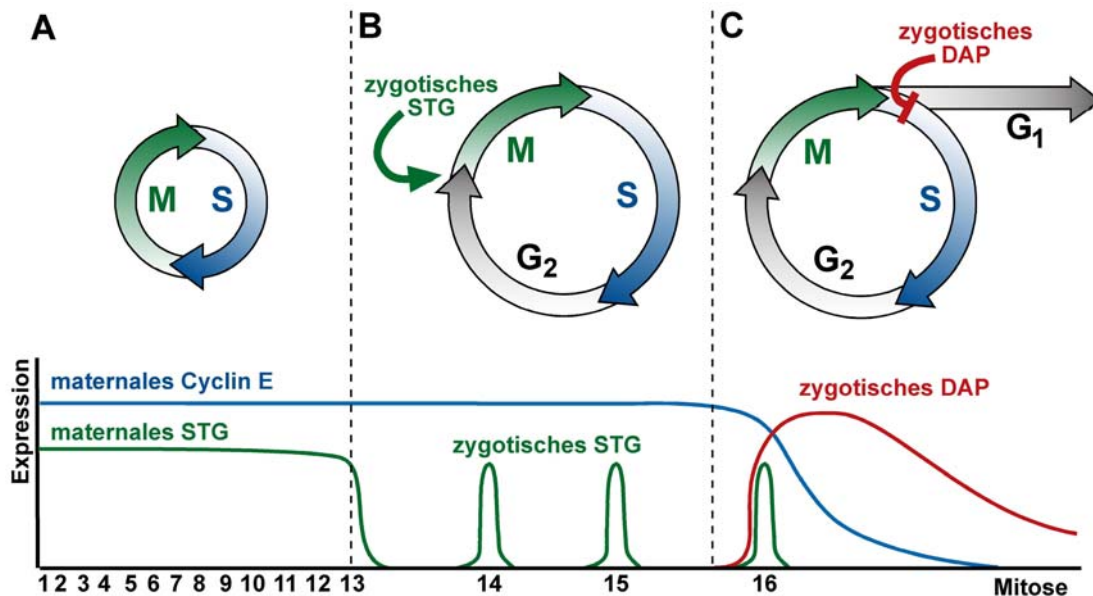 A
B
C
zygotisches
DAP
zygotisches
STG
G1
M
S
M
S
G2
M
S
G2
Expression
maternales Cyclin E
maternales STG
zygotisches STG
zygotisches DAP
1 2 3 4 5 6 7 8 9 10 11 12 13 14 15 16 Mitose